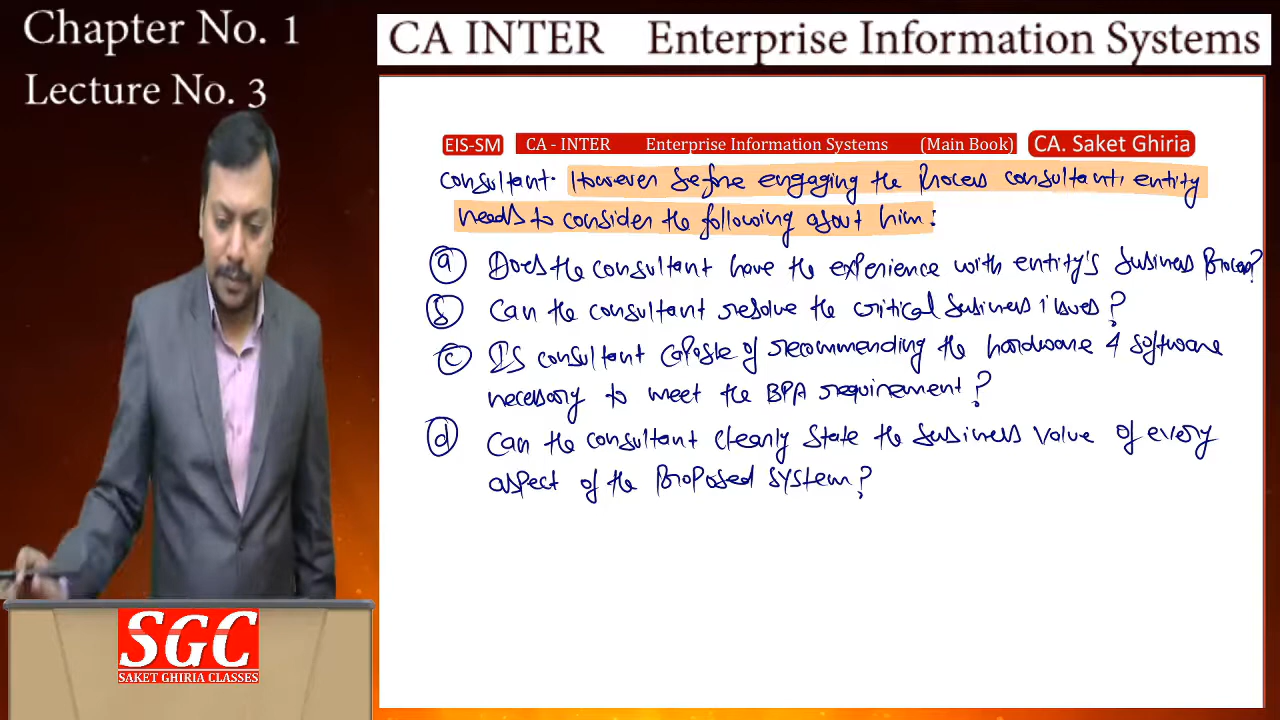 Chapter No. 1
Lecture No. 3
CA INTER Enterprise Information Systems
EIS-SM CA - INTER Enterprise Information Systems (Main Book) CA. Saket Ghiria
Consultant. However before engaging the Process consultant, entity
needs to consider the following about him:
(a) Does the consultant have the experience with entity's business Process?
(b) Can the consultant resolve the critical business issues?
(c) Is consultant capable of recommending the hardware & software
necessary to meet the BPA requirement?
(d) Can the consultant clearly state the business value of every
aspect of the Proposed system?
SGC
SAKET GHIRIA CLASSES